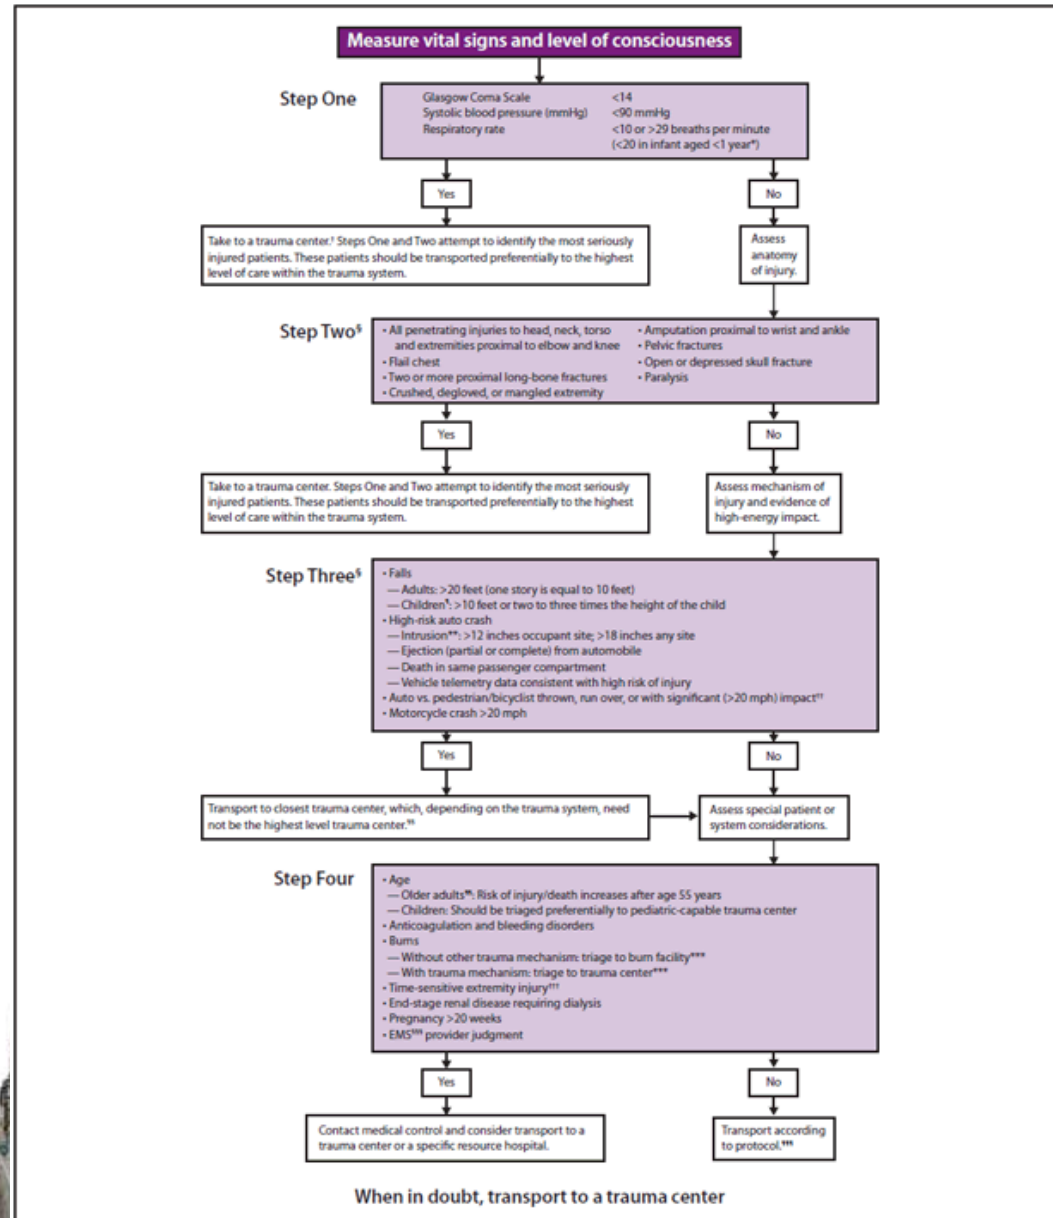 Measure vital signs and level of consciousness
Step One
Glasgow Coma Scale <14
Systolic blood pressure (mmHg) <90 mmHg
Respiratory rate <10 or >29 breaths per minute
(<20 in infant aged <1 year*)
Yes
No
Take to a trauma center.† Steps One and Two attempt to identify the most seriously
injured patients. These patients should be transported preferentially to the highest
level of care within the trauma system.
Assess
anatomy
of injury.
Step Two§
• All penetrating injuries to head, neck, torso
and extremities proximal to elbow and knee
• Flail chest
• Two or more proximal long-bone fractures
• Crushed, degloved, or mangled extremity
• Amputation proximal to wrist and ankle
• Pelvic fractures
• Open or depressed skull fracture
• Paralysis
Yes
No
Take to a trauma center. Steps One and Two attempt to identify the most seriously
injured patients. These patients should be transported preferentially to the highest
level of care within the trauma system.
Assess mechanism of
injury and evidence of
high-energy impact.
Step Three§
• Falls
— Adults: >20 feet (one story is equal to 10 feet)
— Children¶: >10 feet or two to three times the height of the child
• High-risk auto crash
— Intrusion**: >12 inches occupant site; >18 inches any site
— Ejection (partial or complete) from automobile
— Death in same passenger compartment
— Vehicle telemetry data consistent with high risk of injury
• Auto vs. pedestrian/bicyclist thrown, run over, or with significant (>20 mph) impact††
• Motorcycle crash >20 mph
Yes
No
Transport to closest trauma center, which, depending on the trauma system, need
not be the highest level trauma center.§§
Assess special patient or
system considerations.
Step Four
• Age
— Older adults¶¶: Risk of injury/death increases after age 55 years
— Children: Should be triaged preferentially to pediatric-capable trauma center
• Anticoagulation and bleeding disorders
• Burns
— Without other trauma mechanism: triage to burn facility***
— With trauma mechanism: triage to trauma center***
• Time-sensitive extremity injury†††
• End-stage renal disease requiring dialysis
• Pregnancy >20 weeks
• EMS§§§ provider judgment
Yes
No
Contact medical control and consider transport to a
trauma center or a specific resource hospital.
Transport according
to protocol.¶¶¶
When in doubt, transport to a trauma center